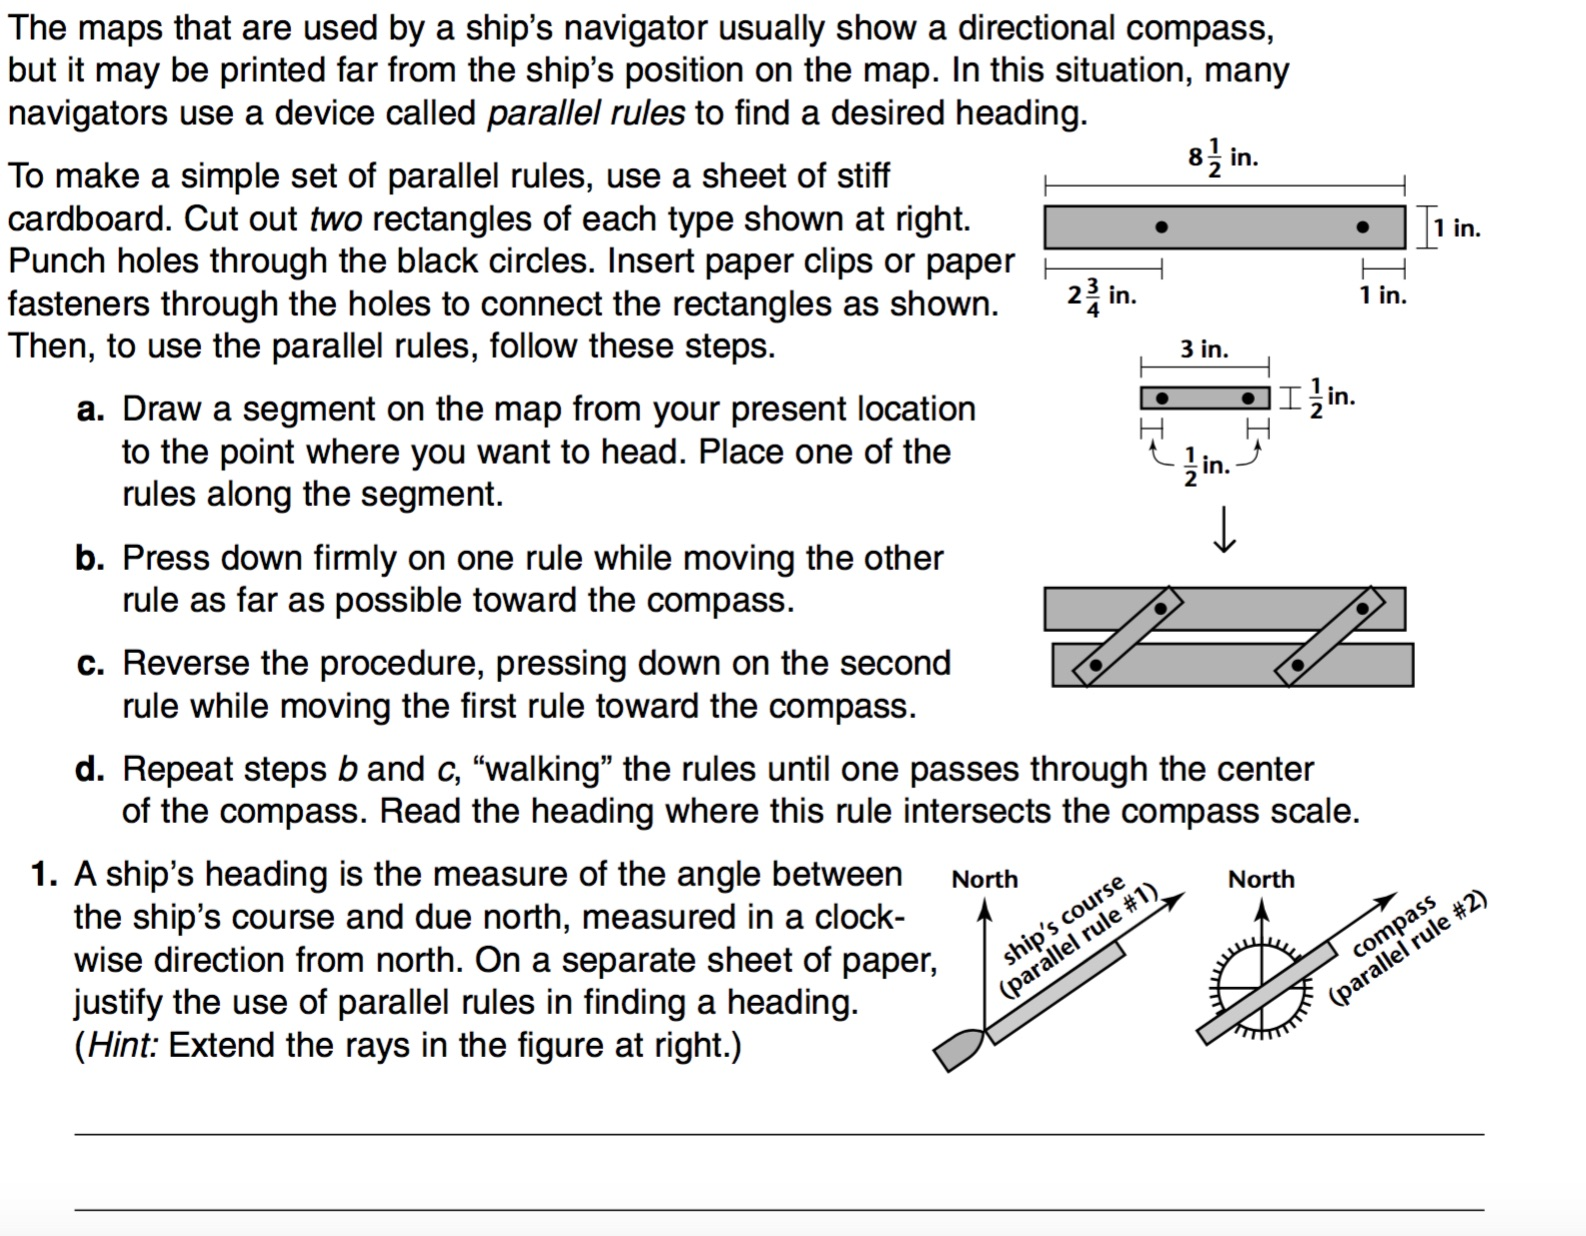 The maps that are used by a ship's navigator usually show a directional compass,
but it may be printed far from the ship's position on the map. In this situation, many
navigators use a device called parallel rules to find a desired heading.
To make a simple set of parallel rules, use a sheet of stiff
cardboard. Cut out two rectangles of each type shown at right.
Punch holes through the black circles. Insert paper clips or paper
fasteners through the holes to connect the rectangles as shown.
Then, to use the parallel rules, follow these steps.
8 1/2 in.
1 in.
2 3/4 in.
1 in.
3 in.
1/2 in.
1/2 in.
a. Draw a segment on the map from your present location
to the point where you want to head. Place one of the
rules along the segment.
b. Press down firmly on one rule while moving the other
rule as far as possible toward the compass.
c. Reverse the procedure, pressing down on the second
rule while moving the first rule toward the compass.
d. Repeat steps b and c, “walking” the rules until one passes through the center
of the compass. Read the heading where this rule intersects the compass scale.
1. A ship's heading is the measure of the angle between
the ship's course and due north, measured in a clock-
wise direction from north. On a separate sheet of paper,
justify the use of parallel rules in finding a heading.
(Hint: Extend the rays in the figure at right.)
North
ship's course
(parallel rule #1)
North
compass
(parallel rule #2)